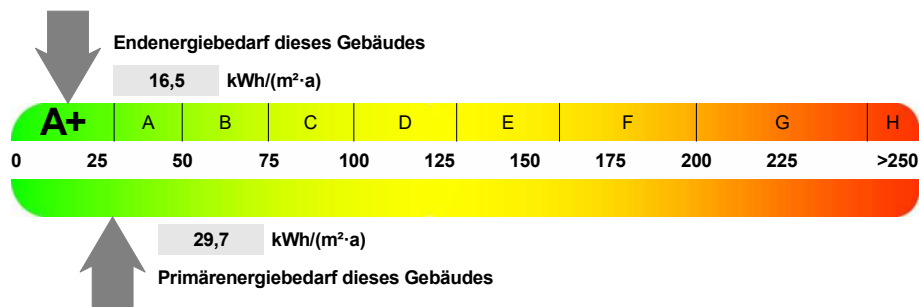 Endenergiebedarf dieses Gebäudes
16,5 kWh/(m²·a)
A+ A B C D E F G H
0 25 50 75 100 125 150 175 200 225 >250
29,7 kWh/(m²·a)
Primärenergiebedarf dieses Gebäudes